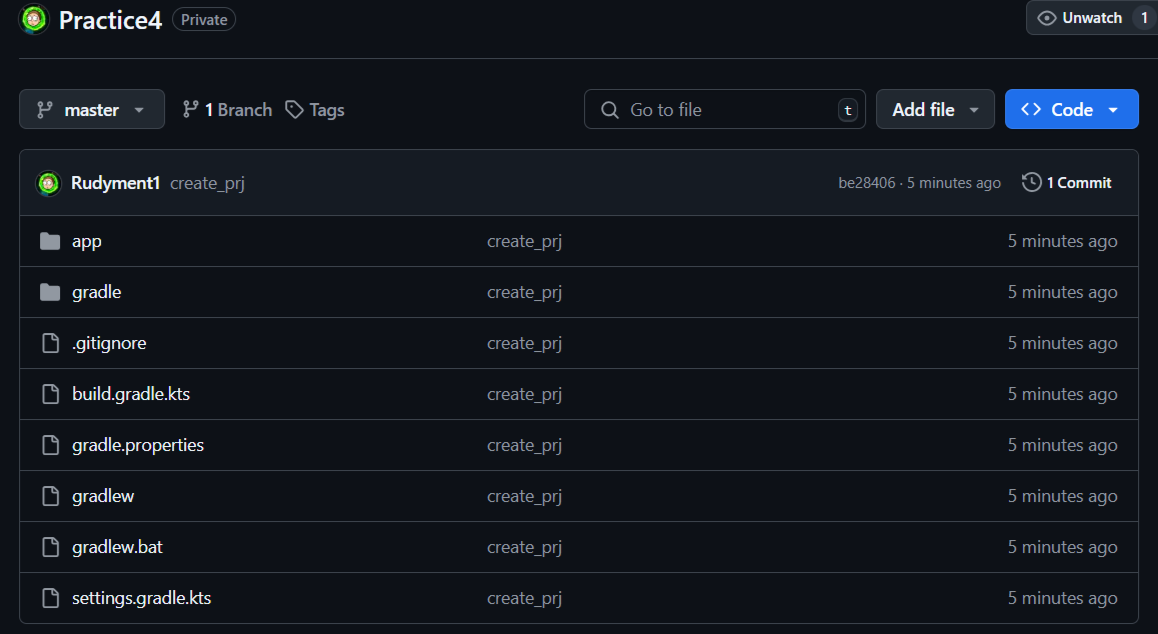 Practice4 Private Unwatch 1
master 1 Branch Tags Go to file t Add file Code
Rudyment1 create_prj be28406 · 5 minutes ago 1 Commit
app create_prj 5 minutes ago
gradle create_prj 5 minutes ago
.gitignore create_prj 5 minutes ago
build.gradle.kts create_prj 5 minutes ago
gradle.properties create_prj 5 minutes ago
gradlew create_prj 5 minutes ago
gradlew.bat create_prj 5 minutes ago
settings.gradle.kts create_prj 5 minutes ago